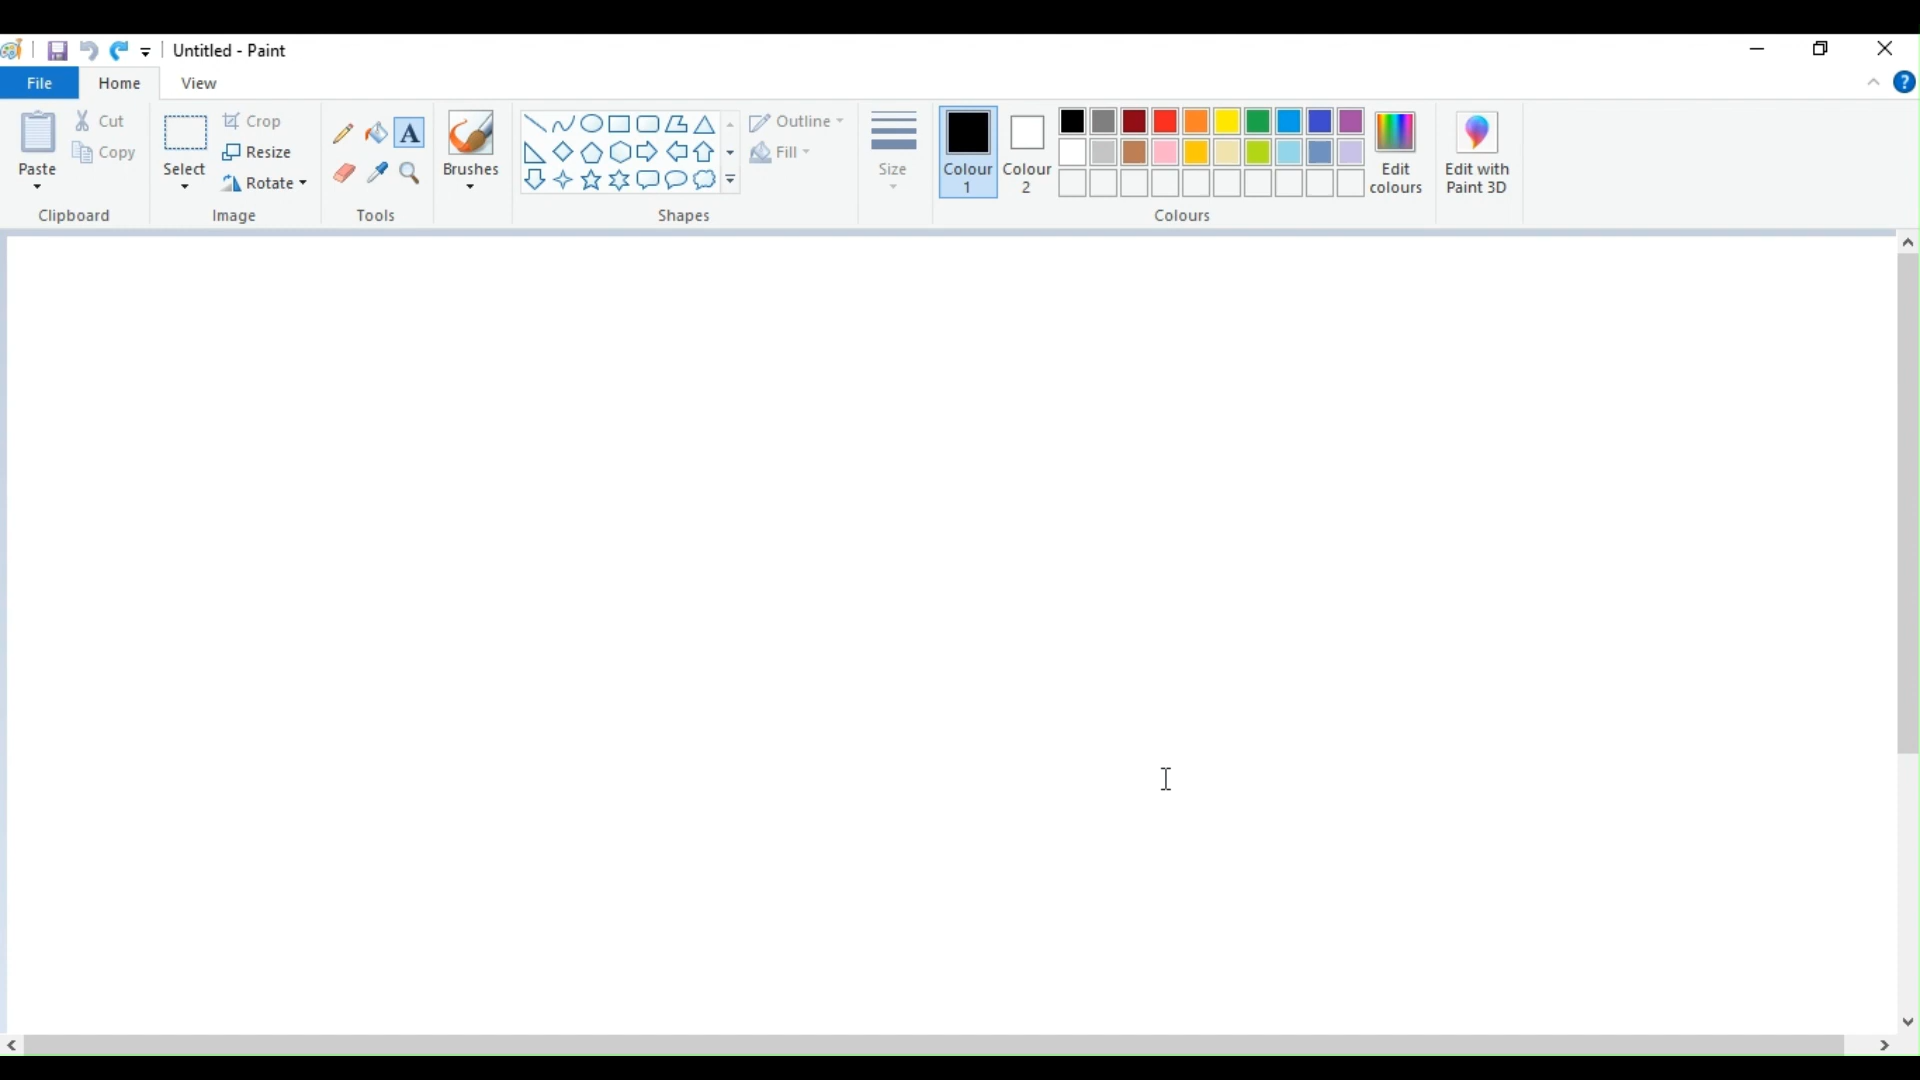 Untitled - Paint
File Home View
Paste
Cut
Copy
Clipboard
Select
Crop
Resize
Rotate
Image
A
Tools
Brushes
Shapes
Outline
Fill
Size
Colour
1
Colour
2
Colours
Edit
colours
Edit with
Paint 3D
?